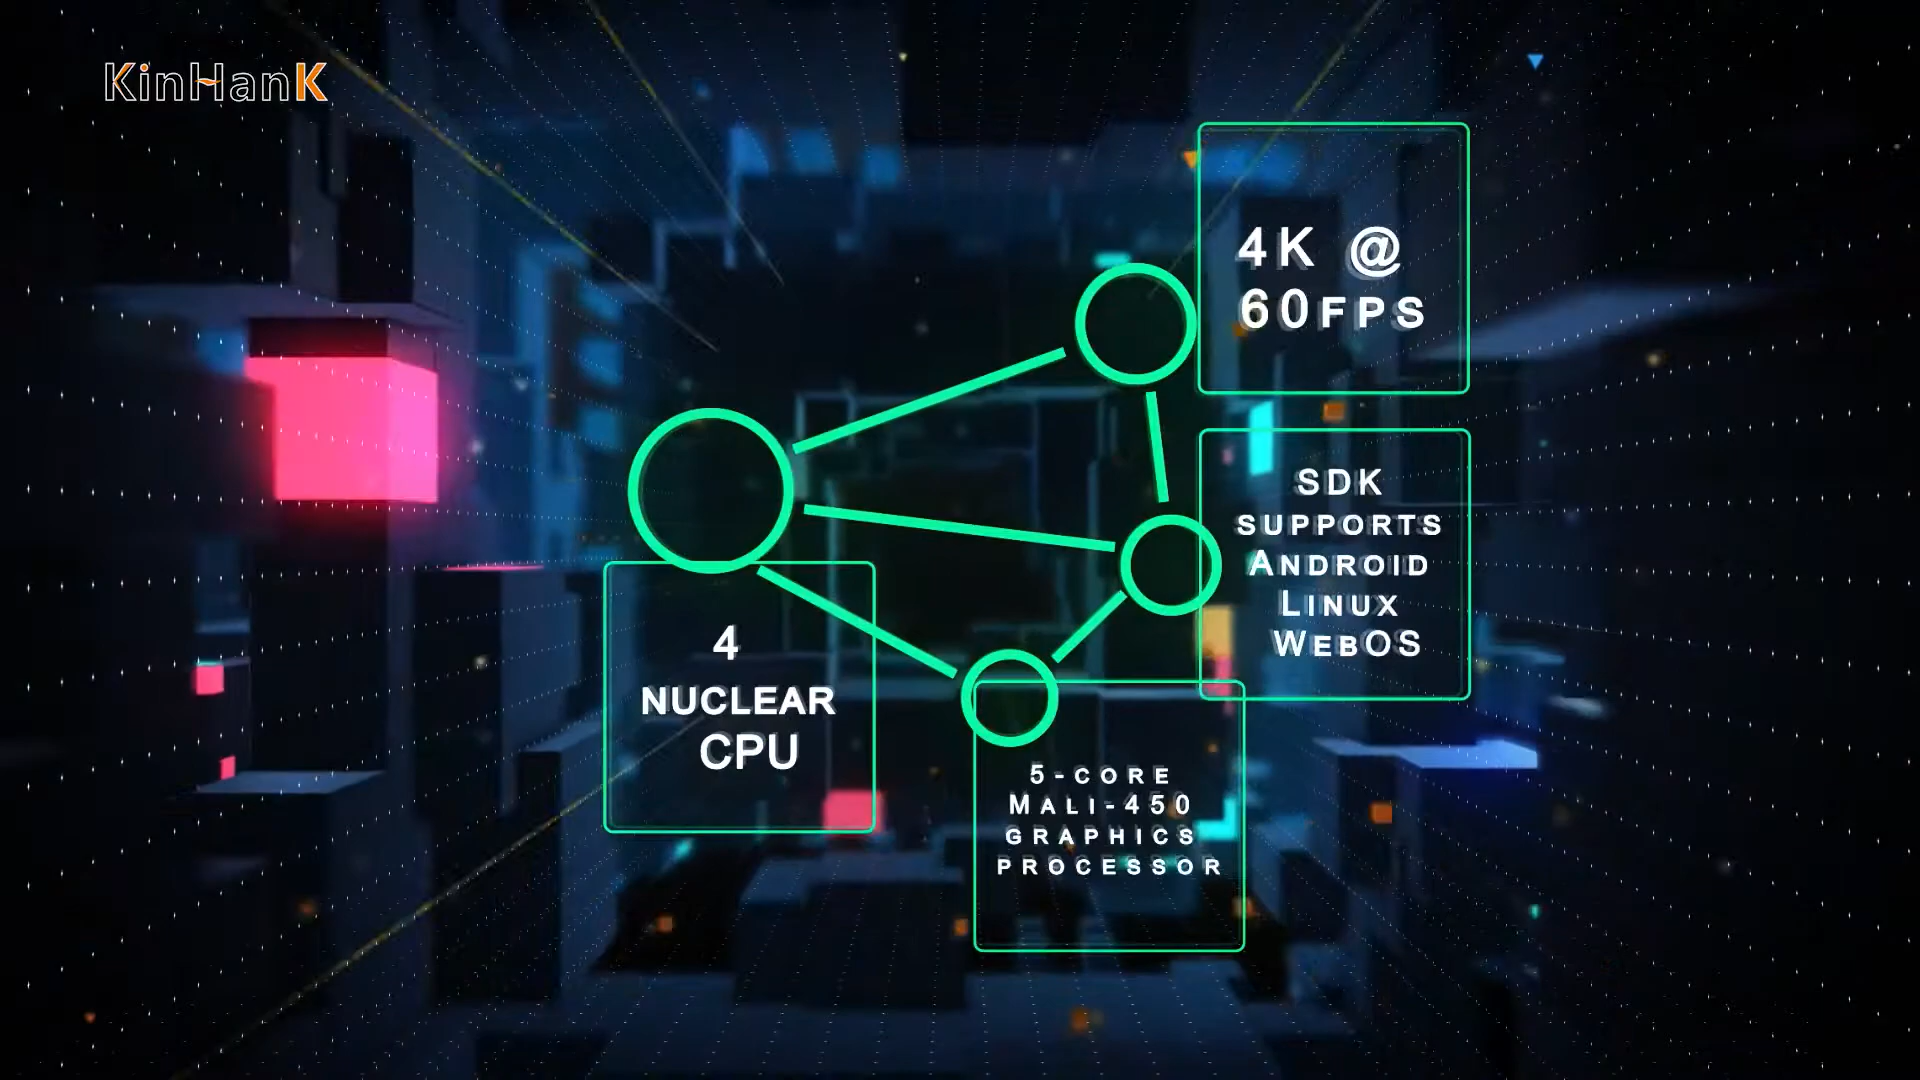 KinHanK
4K @
60FPS
SDK
SUPPORTS
ANDROID
LINUX
WEBOS
4
NUCLEAR
CPU
5-CORE
MALI-450
GRAPHICS
PROCESSOR